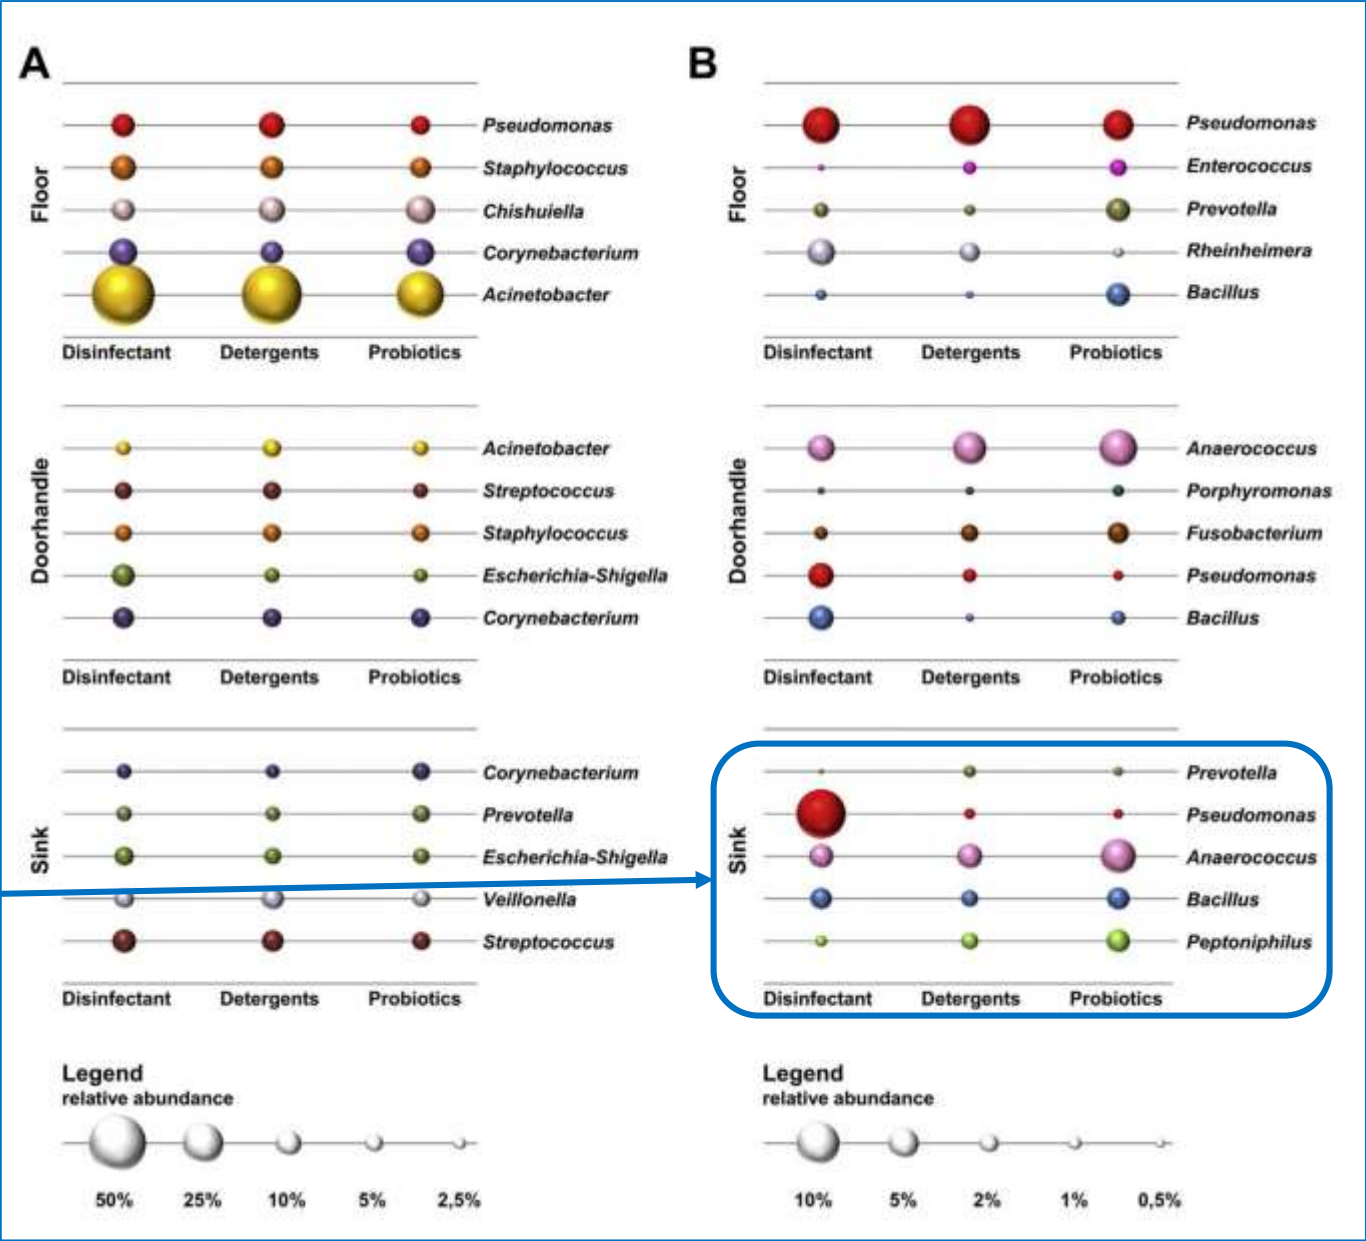 A
Floor
Pseudomonas
Staphylococcus
Chishuiella
Corynebacterium
Acinetobacter
Disinfectant Detergents Probiotics
Doorhandle
Acinetobacter
Streptococcus
Staphylococcus
Escherichia-Shigella
Corynebacterium
Disinfectant Detergents Probiotics
Sink
Corynebacterium
Prevotella
Escherichia-Shigella
Veillonella
Streptococcus
Disinfectant Detergents Probiotics
Legend
relative abundance
50% 25% 10% 5% 2,5%
B
Floor
Pseudomonas
Enterococcus
Prevotella
Rheinheimera
Bacillus
Disinfectant Detergents Probiotics
Doorhandle
Anaerococcus
Porphyromonas
Fusobacterium
Pseudomonas
Bacillus
Disinfectant Detergents Probiotics
Sink
Prevotella
Pseudomonas
Anaerococcus
Bacillus
Peptoniphilus
Disinfectant Detergents Probiotics
Legend
relative abundance
10% 5% 2% 1% 0,5%